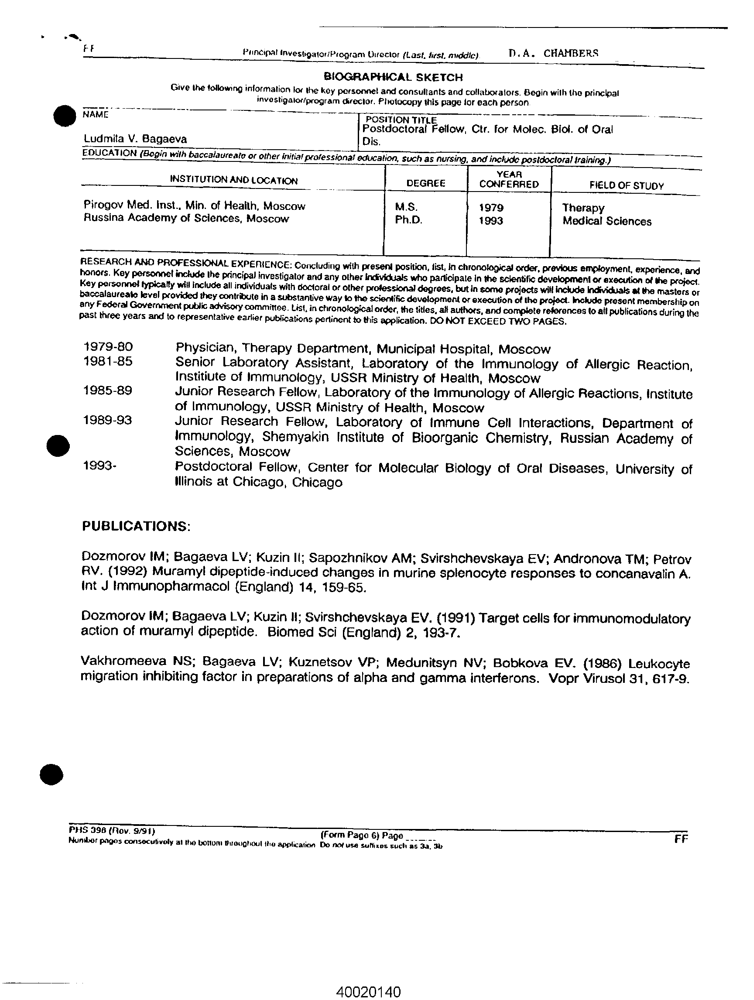 FF
Principal Investigator/Program Director (Last, first, middle) D.A. CHAMBERS
BIOGRAPHICAL SKETCH
Give the following information for the key personnel and consultants and collaborators. Begin with the principal
investigator/program director. Photocopy this page for each person
NAME
Ludmila V. Bagaeva
POSITION TITLE
Postdoctoral Fellow, Ctr. for Molec. Biol. of Oral
Dis.
EDUCATION (Begin with baccalaureate or other initial professional education, such as nursing, and include postdoctoral training.)
INSTITUTION AND LOCATION DEGREE YEAR CONFERRED FIELD OF STUDY
Pirogov Med. Inst., Min. of Health, Moscow M.S. 1979 Therapy
Russina Academy of Sciences, Moscow Ph.D. 1993 Medical Sciences
RESEARCH AND PROFESSIONAL EXPERIENCE: Concluding with present position, list, in chronological order, previous employment, experience, and
honors. Key personnel include the principal investigator and any other individuals who participate in the scientific development or execution of the project.
Key personnel typically will include all individuals with doctoral or other professional degrees, but in some projects will include individuals at the masters or
baccalaureate level provided they contribute in a substantive way to the scientific development or execution of the project. Include present membership on
any Federal Government public advisory committee. List, in chronological order, the titles, all authors, and complete references to all publications during the
past three years and to representative earlier publications pertinent to this application. DO NOT EXCEED TWO PAGES.
1979-80 Physician, Therapy Department, Municipal Hospital, Moscow
1981-85 Senior Laboratory Assistant, Laboratory of the Immunology of Allergic Reaction,
Institiute of Immunology, USSR Ministry of Health, Moscow
1985-89 Junior Research Fellow, Laboratory of the Immunology of Allergic Reactions, Institute
of Immunology, USSR Ministry of Health, Moscow
1989-93 Junior Research Fellow, Laboratory of Immune Cell Interactions, Department of
Immunology, Shemyakin Institute of Bioorganic Chemistry, Russian Academy of
Sciences, Moscow
1993- Postdoctoral Fellow, Center for Molecular Biology of Oral Diseases, University of
Illinois at Chicago, Chicago
PUBLICATIONS:
Dozmorov IM; Bagaeva LV; Kuzin II; Sapozhnikov AM; Svirshchevskaya EV; Andronova TM; Petrov
RV. (1992) Muramyl dipeptide-induced changes in murine splenocyte responses to concanavalin A.
Int J Immunopharmacol (England) 14, 159-65.
Dozmorov IM; Bagaeva LV; Kuzin II; Svirshchevskaya EV. (1991) Target cells for immunomodulatory
action of muramyl dipeptide. Biomed Sci (England) 2, 193-7.
Vakhromeeva NS; Bagaeva LV; Kuznetsov VP; Medunitsyn NV; Bobkova EV. (1986) Leukocyte
migration inhibiting factor in preparations of alpha and gamma interferons. Vopr Virusol 31, 617-9.
PHS 398 (Rev. 9/91) (Form Page 6) Page ______ FF
Number pages consecutively at the bottom throughout the application. Do not use suffixes such as 3a, 3b
40020140